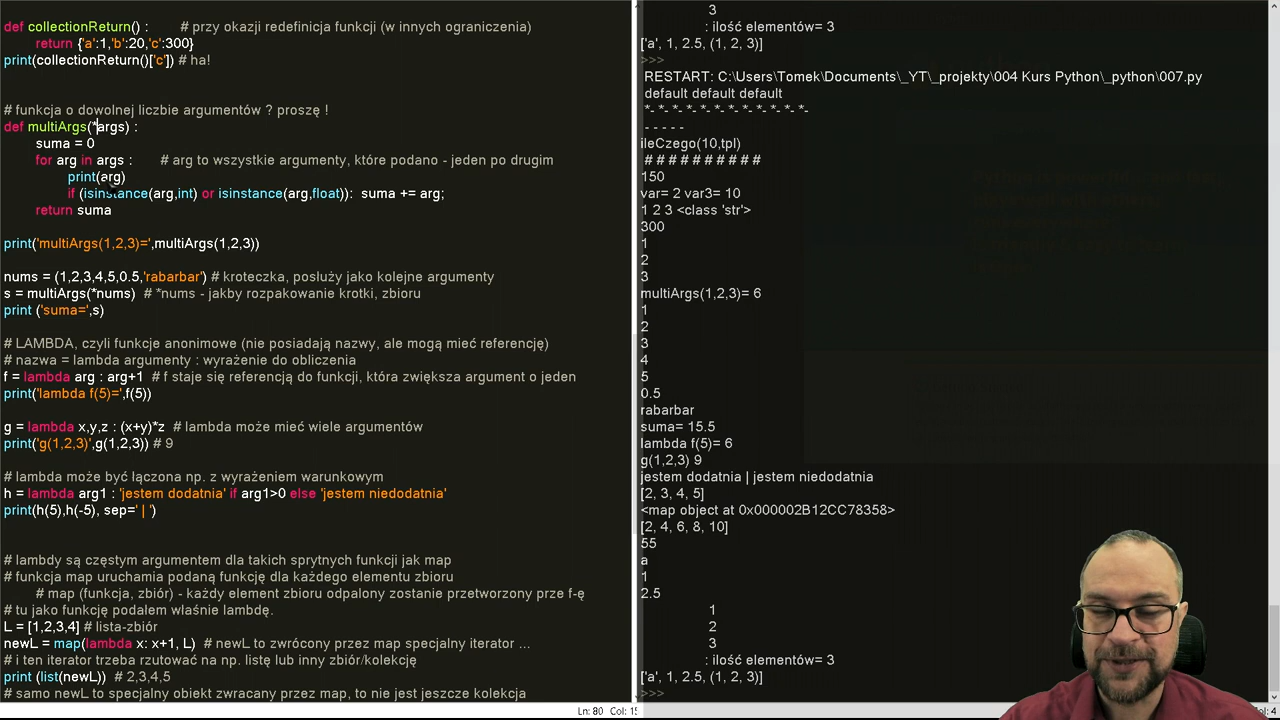 def collectionReturn() :       # przy okazji redefinicja funkcji (w innych ograniczenia)
return {'a':1,'b':20,'c':300}
print(collectionReturn()['c']) # ha!
# funkcja o dowolnej liczbie argumentów ? proszę !
def multiArgs(*args) :
suma = 0
for arg in args :       # arg to wszystkie argumenty, które podano - jeden po drugim
print(arg)
if (isinstance(arg,int) or isinstance(arg,float)):  suma += arg;
return suma
print('multiArgs(1,2,3)=',multiArgs(1,2,3))
nums = (1,2,3,4,5,0.5,'rabarbar') # kroteczka, posłuży jako kolejne argumenty
s = multiArgs(*nums)  # *nums - jakby rozpakowanie krotki, zbioru
print ('suma=',s)
# LAMBDA, czyli funkcje anonimowe (nie posiadają nazwy, ale mogą mieć referencję)
# nazwa = lambda argumenty : wyrażenie do obliczenia
f = lambda arg : arg+1  # f staje się referencją do funkcji, która zwiększa argument o jeden
print('lambda f(5)=',f(5))
g = lambda x,y,z : (x+y)*z  # lambda może mieć wiele argumentów
print('g(1,2,3)',g(1,2,3)) # 9
# lambda może być łączona np. z wyrażeniem warunkowym
h = lambda arg1 : 'jestem dodatnia' if arg1>0 else 'jestem niedodatnia'
print(h(5),h(-5), sep=' | ')
# lambdy są częstym argumentem dla takich sprytnych funkcji jak map
# funkcja map uruchamia podaną funkcję dla każdego elementu zbioru
# map (funkcja, zbiór) - każdy element zbioru odpalony zostanie przetworzony prze f-ę
# tu jako funkcję podałem właśnie lambdę.
L = [1,2,3,4] # lista-zbiór
newL = map(lambda x: x+1, L)  # newL to zwrócony przez map specjalny iterator ...
# i ten iterator trzeba rzutować na np. listę lub inny zbiór/kolekcję
print (list(newL))  # 2,3,4,5
# samo newL to specjalny obiekt zwracany przez map, to nie jest jeszcze kolekcja
Ln: 80  Col: 15
3
: ilość elementów= 3
['a', 1, 2.5, (1, 2, 3)]
>>>
RESTART: C:\Users\Tomek\Documents\_YT\_projekty\004 Kurs Python\_python\007.py
default default default
*-*-*-*-*-*-*-*-*-*-*-*-
- - - - -
ileCzego(10,tpl)
# # # # # # # # # #
150
var= 2 var3= 10
1 2 3 <class 'str'>
300
1
2
3
multiArgs(1,2,3)= 6
1
2
3
4
5
0.5
rabarbar
suma= 15.5
lambda f(5)= 6
g(1,2,3) 9
jestem dodatnia | jestem niedodatnia
[2, 3, 4, 5]
<map object at 0x000002B12CC78358>
[2, 4, 6, 8, 10]
55
a
1
2.5
1
2
3
: ilość elementów= 3
['a', 1, 2.5, (1, 2, 3)]
>>>